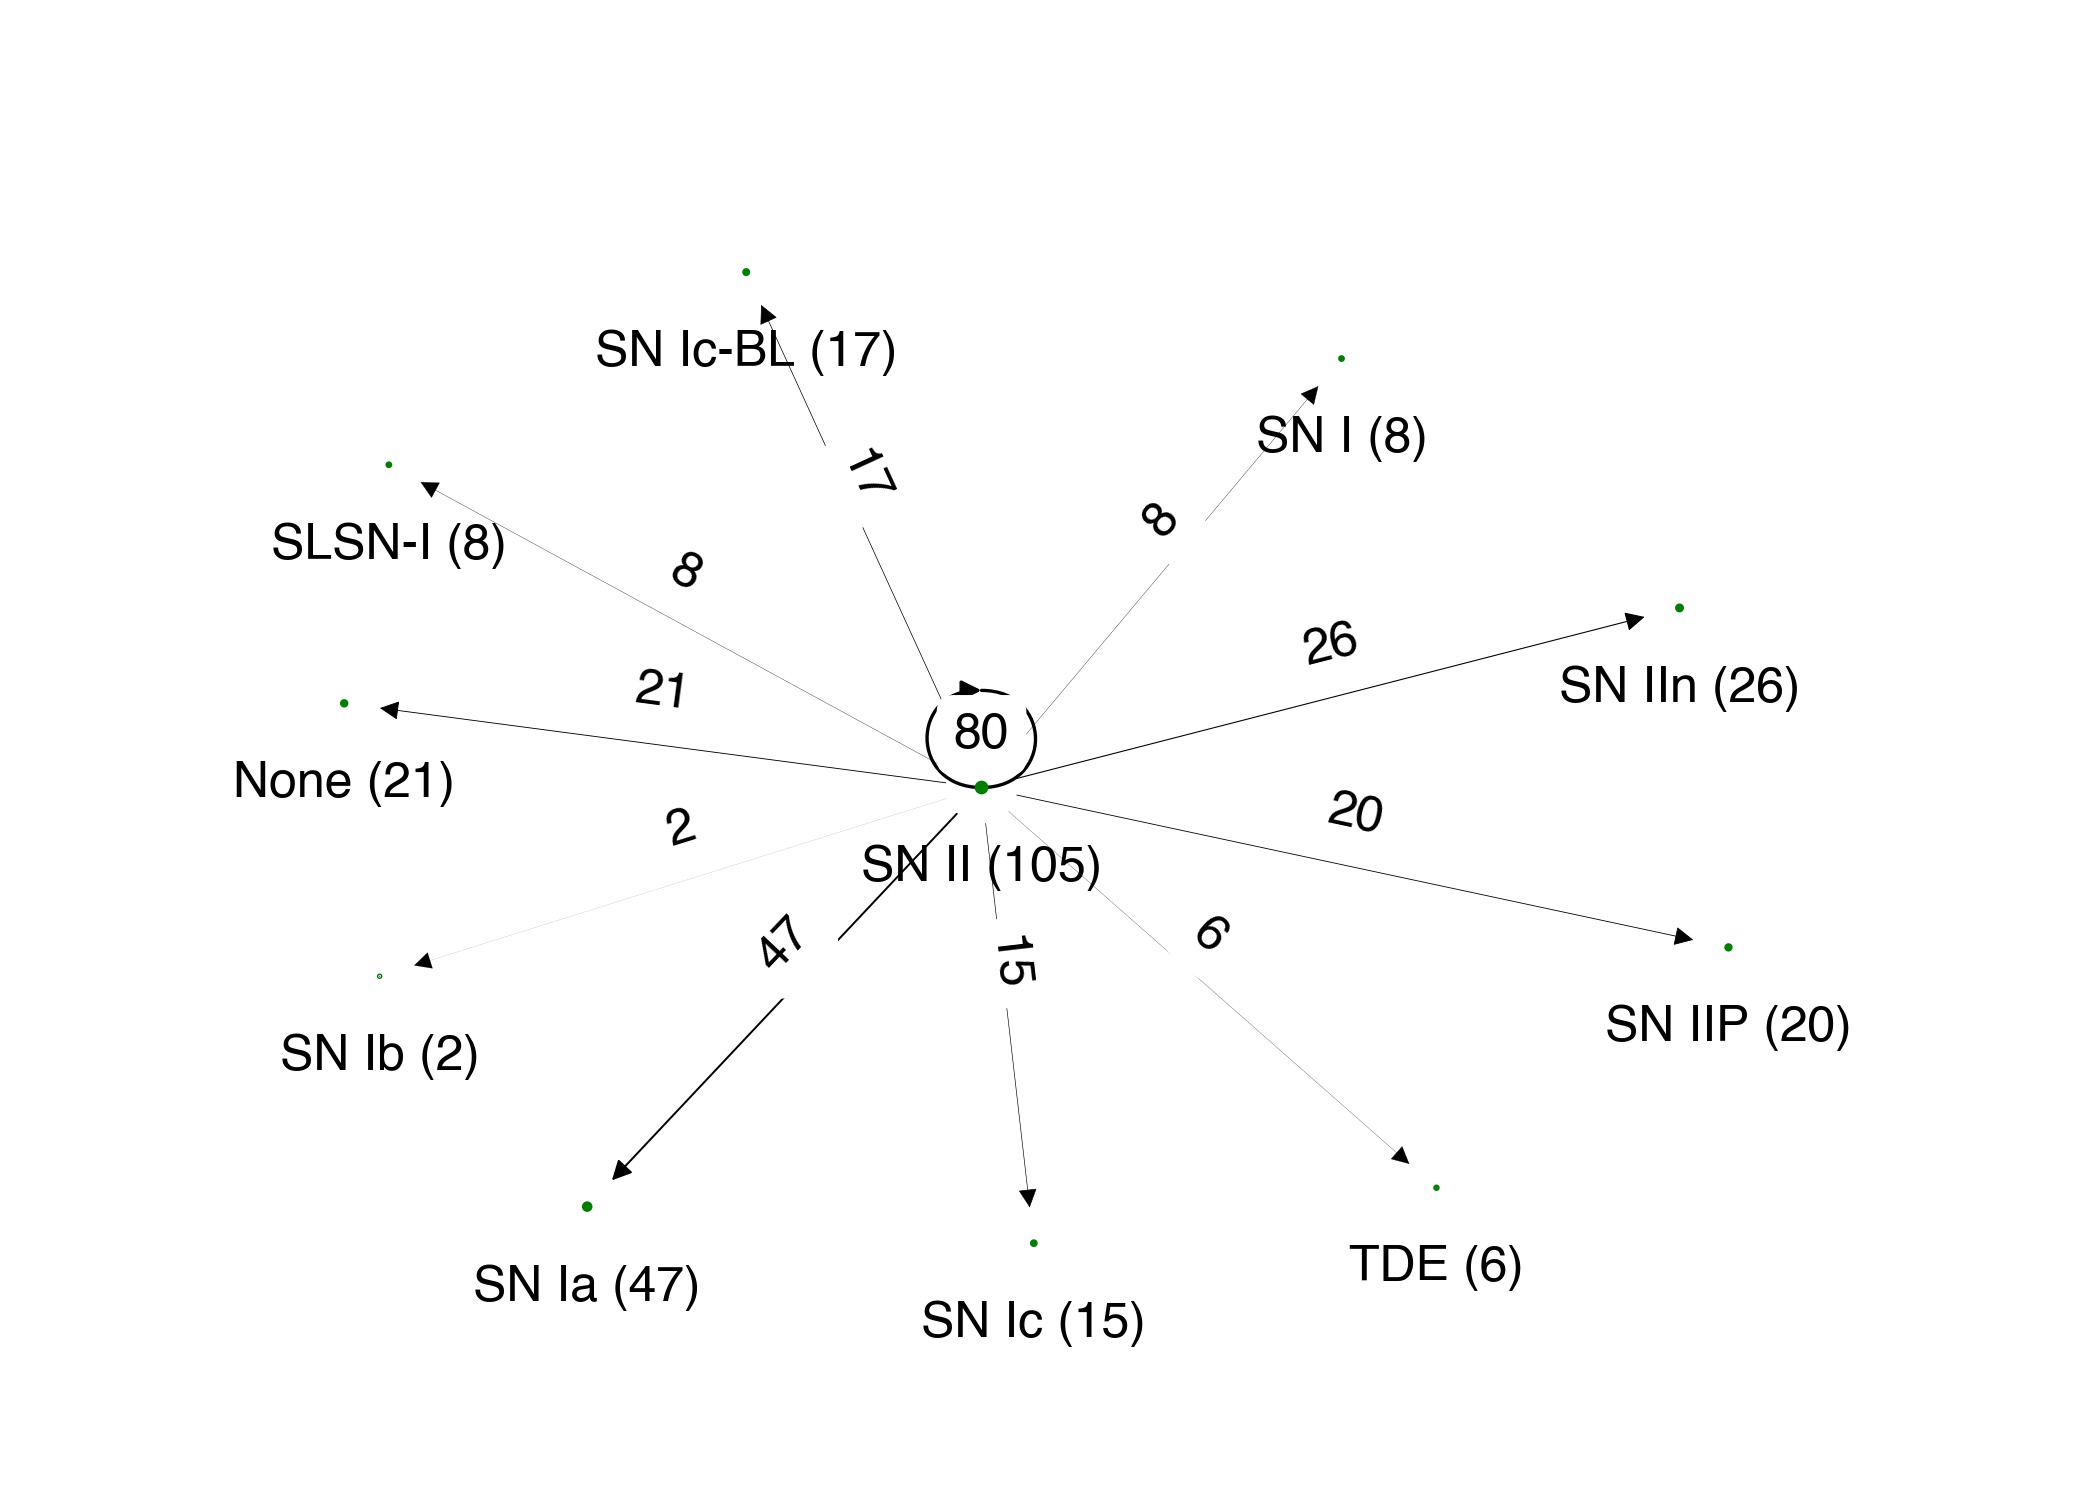 SN Ic-BL (17)
SN I (8)
17
8
SLSN-I (8)
8
26
SN IIn (26)
21
80
None (21)
2
20
SN II (105)
47
15
6
SN IIP (20)
SN Ib (2)
TDE (6)
SN Ia (47)
SN Ic (15)